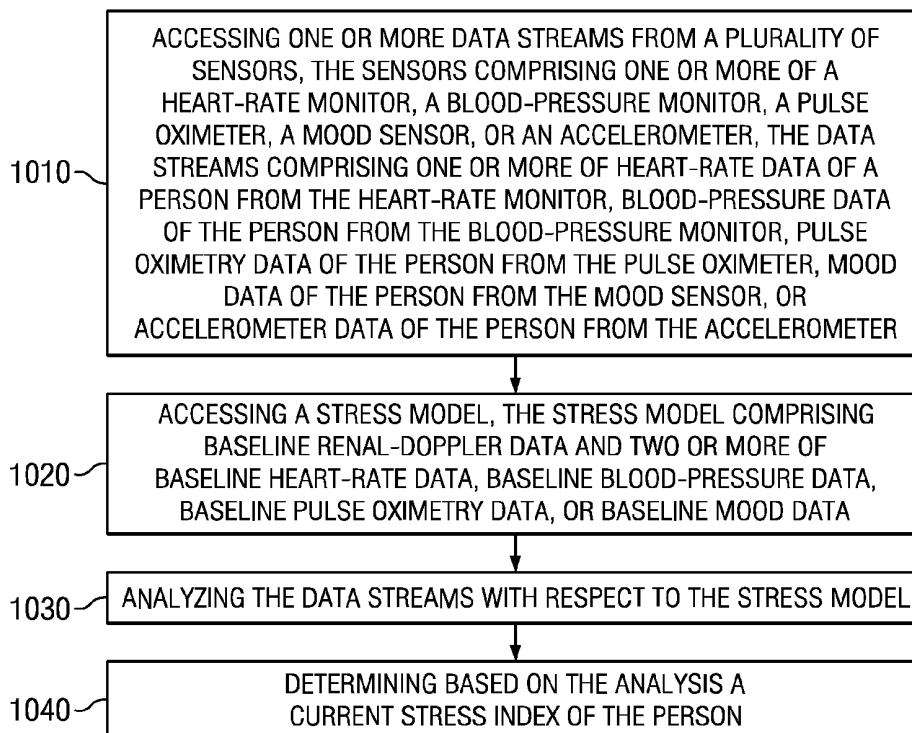 ACCESSING ONE OR MORE DATA STREAMS FROM A PLURALITY OF
SENSORS, THE SENSORS COMPRISING ONE OR MORE OF A
HEART-RATE MONITOR, A BLOOD-PRESSURE MONITOR, A PULSE
OXIMETER, A MOOD SENSOR, OR AN ACCELEROMETER, THE DATA
STREAMS COMPRISING ONE OR MORE OF HEART-RATE DATA OF A
PERSON FROM THE HEART-RATE MONITOR, BLOOD-PRESSURE DATA
OF THE PERSON FROM THE BLOOD-PRESSURE MONITOR, PULSE
OXIMETRY DATA OF THE PERSON FROM THE PULSE OXIMETER, MOOD
DATA OF THE PERSON FROM THE MOOD SENSOR, OR
ACCELEROMETER DATA OF THE PERSON FROM THE ACCELEROMETER
1010
ACCESSING A STRESS MODEL, THE STRESS MODEL COMPRISING
BASELINE RENAL-DOPPLER DATA AND TWO OR MORE OF
BASELINE HEART-RATE DATA, BASELINE BLOOD-PRESSURE DATA,
BASELINE PULSE OXIMETRY DATA, OR BASELINE MOOD DATA
1020
ANALYZING THE DATA STREAMS WITH RESPECT TO THE STRESS MODEL
1030
DETERMINING BASED ON THE ANALYSIS A
CURRENT STRESS INDEX OF THE PERSON
1040